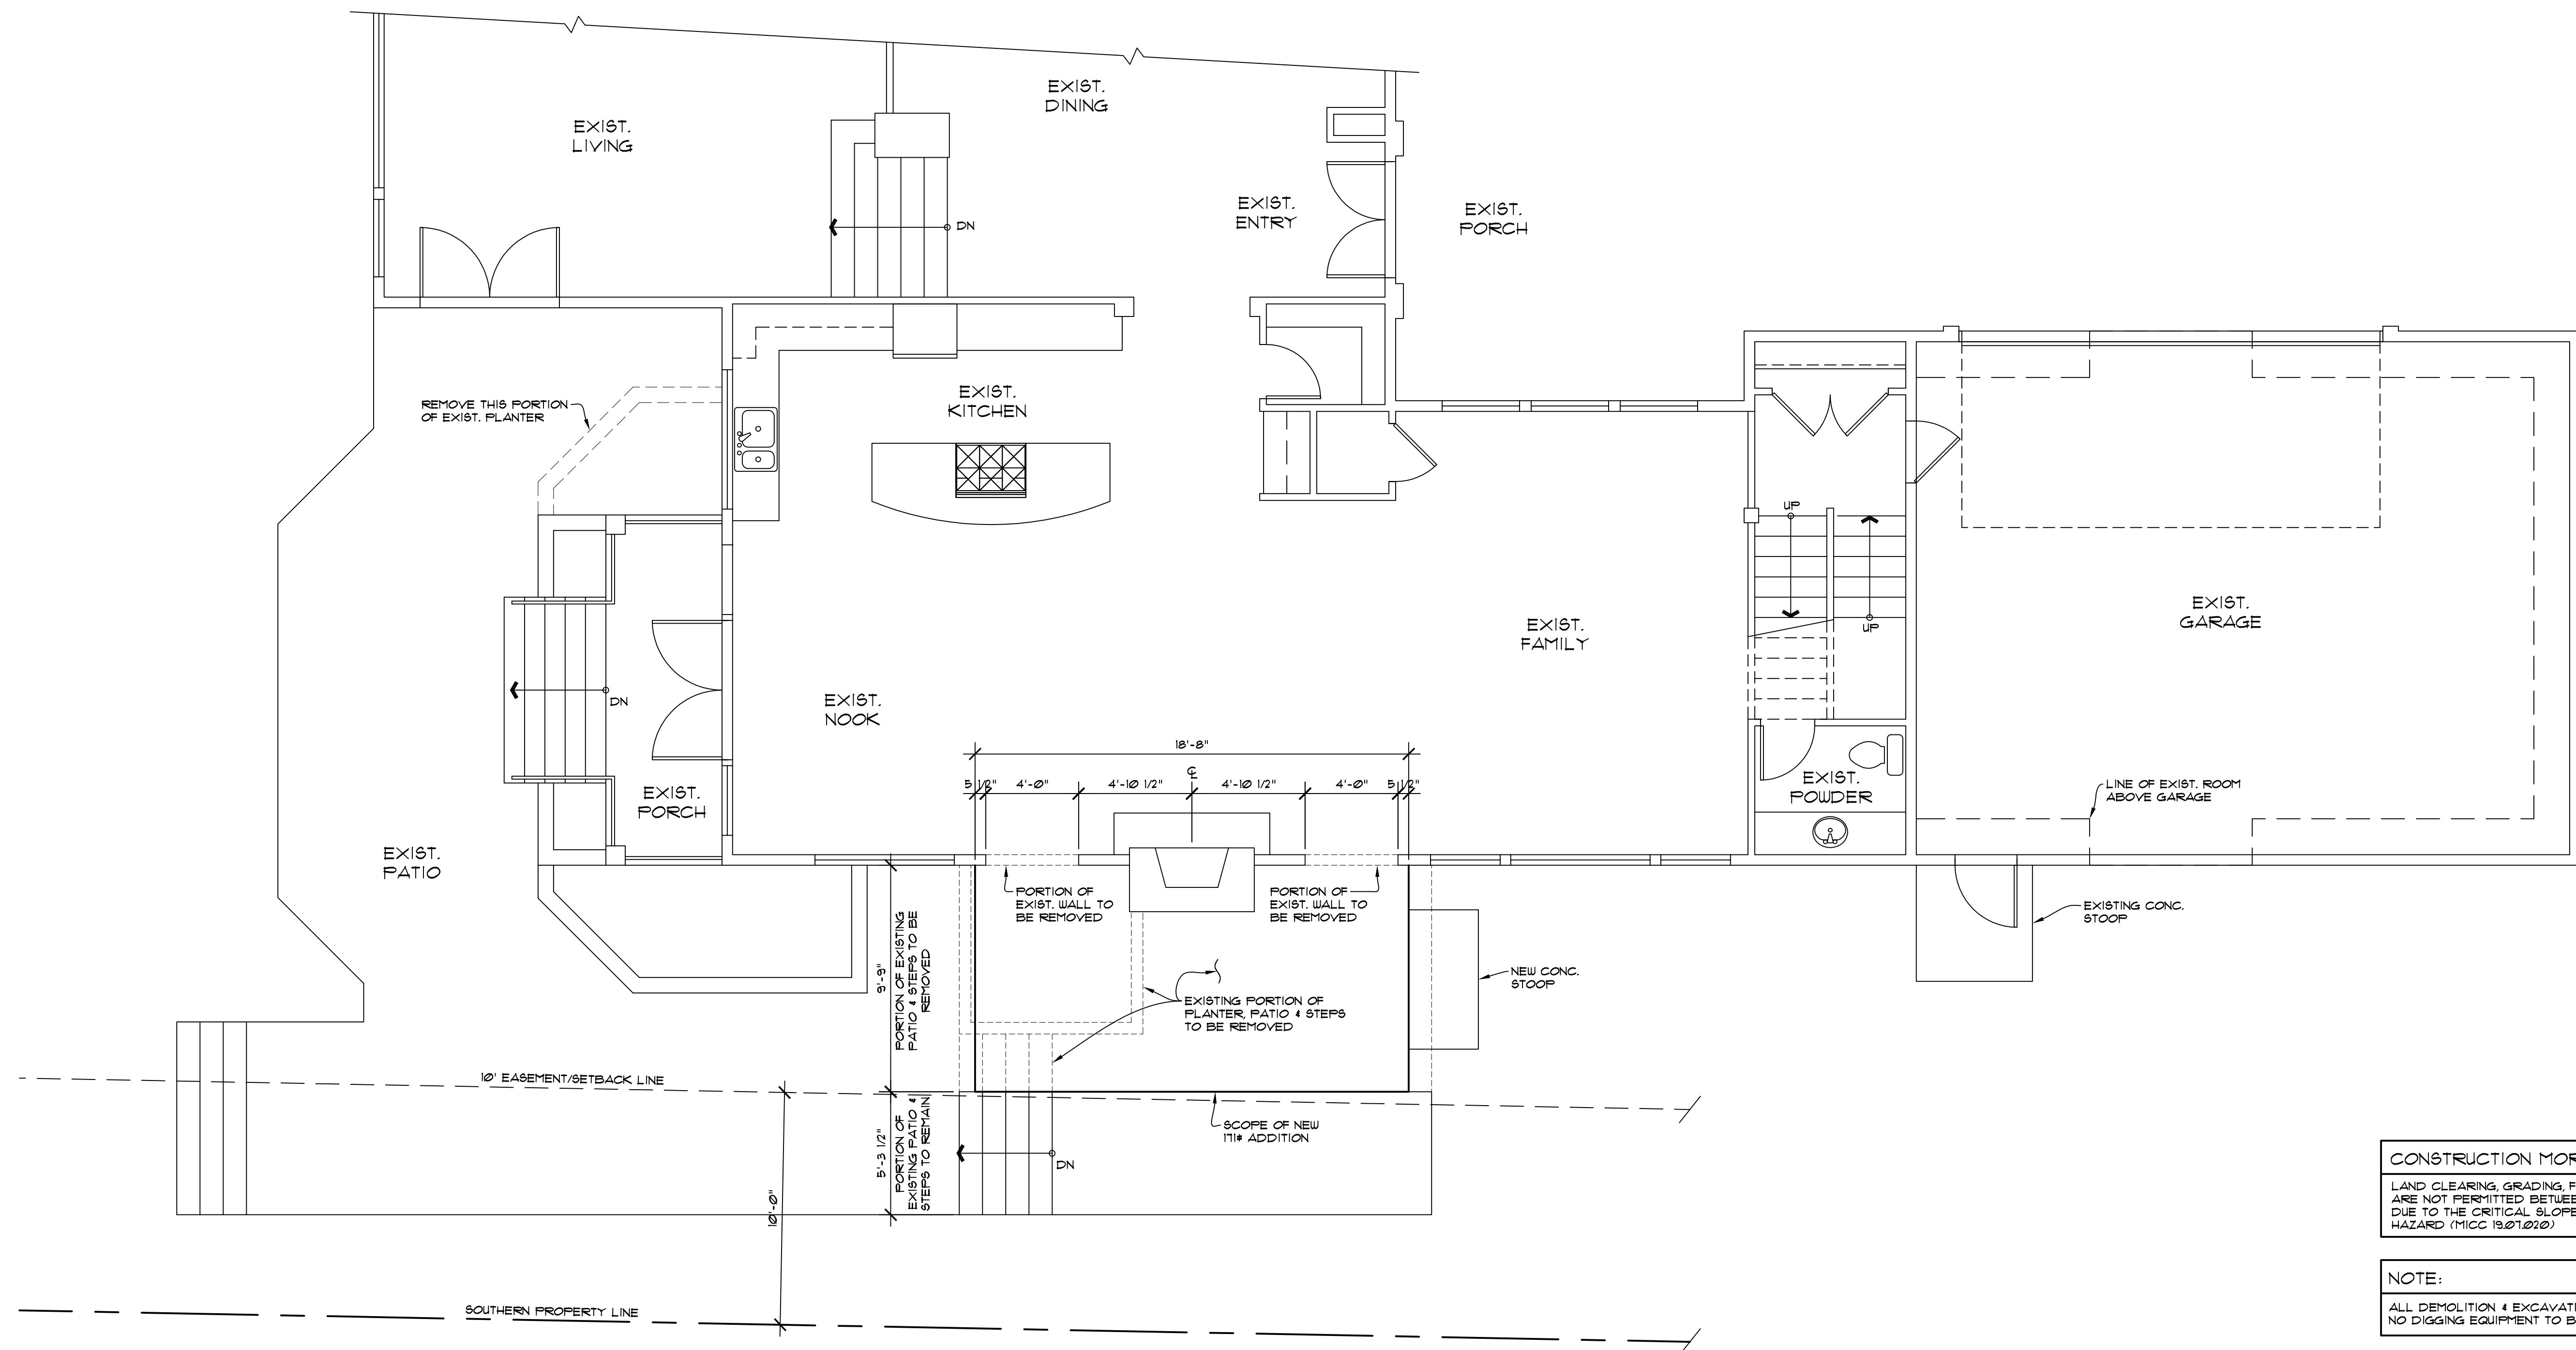 EXIST.
DINING
EXIST.
LIVING
EXIST.
ENTRY
EXIST.
PORCH
DN
REMOVE THIS PORTION
OF EXIST. PLANTER
EXIST.
KITCHEN
UP
UP
EXIST.
GARAGE
EXIST.
FAMILY
DN
EXIST.
NOOK
18'-8"
℄
5 1/2"
4'-0"
4'-10 1/2"
4'-10 1/2"
4'-0"
5 1/2"
EXIST.
PORCH
EXIST.
POWDER
LINE OF EXIST. ROOM
ABOVE GARAGE
EXIST.
PATIO
PORTION OF
EXIST. WALL TO
BE REMOVED
PORTION OF
EXIST. WALL TO
BE REMOVED
EXISTING CONC.
STOOP
9'-9"
PORTION OF EXISTING
PATIO & STEPS TO BE
REMOVED
NEW CONC.
STOOP
EXISTING PORTION OF
PLANTER, PATIO & STEPS
TO BE REMOVED
10' EASEMENT/SETBACK LINE
5'-3 1/2"
PORTION OF
EXISTING PATIO &
STEPS TO REMAIN
SCOPE OF NEW
171# ADDITION
DN
10'-0"
SOUTHERN PROPERTY LINE
CONSTRUCTION MOR
LAND CLEARING, GRADING, F
ARE NOT PERMITTED BETWEE
DUE TO THE CRITICAL SLOPE
HAZARD (MICC 19.07.020)
NOTE:
ALL DEMOLITION & EXCAVATI
NO DIGGING EQUIPMENT TO B